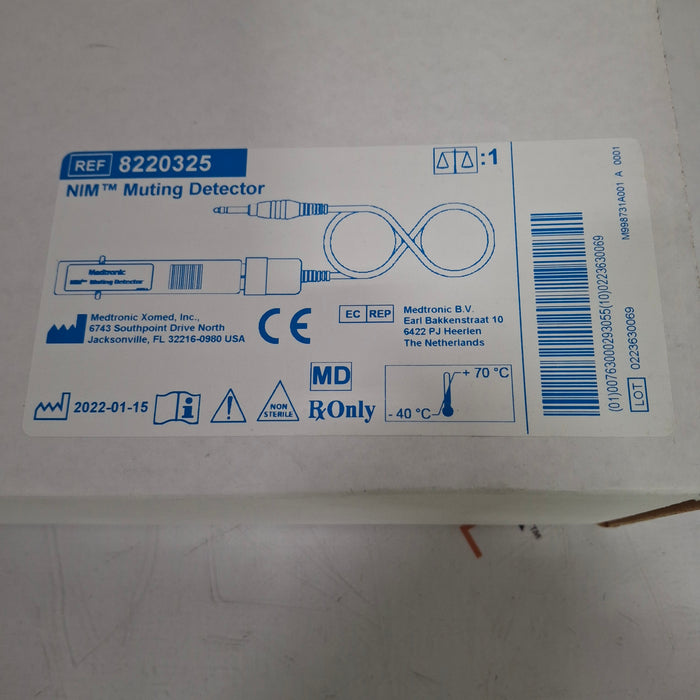 REF 8220325
:1
NIM™ Muting Detector
Medtronic
NIM™ Muting Detector
Medtronic Xomed, Inc.,
6743 Southpoint Drive North
Jacksonville, FL 32216-0980 USA
CE
EC REP
Medtronic B.V.
Earl Bakkenstraat 10
6422 PJ Heerlen
The Netherlands
2022-01-15
i
!
NON
STERILE
MD
RxOnly
+ 70 °C
- 40 °C
(01)00763000293055(10)0223630069
LOT 0223630069
M998731A001 A 0001